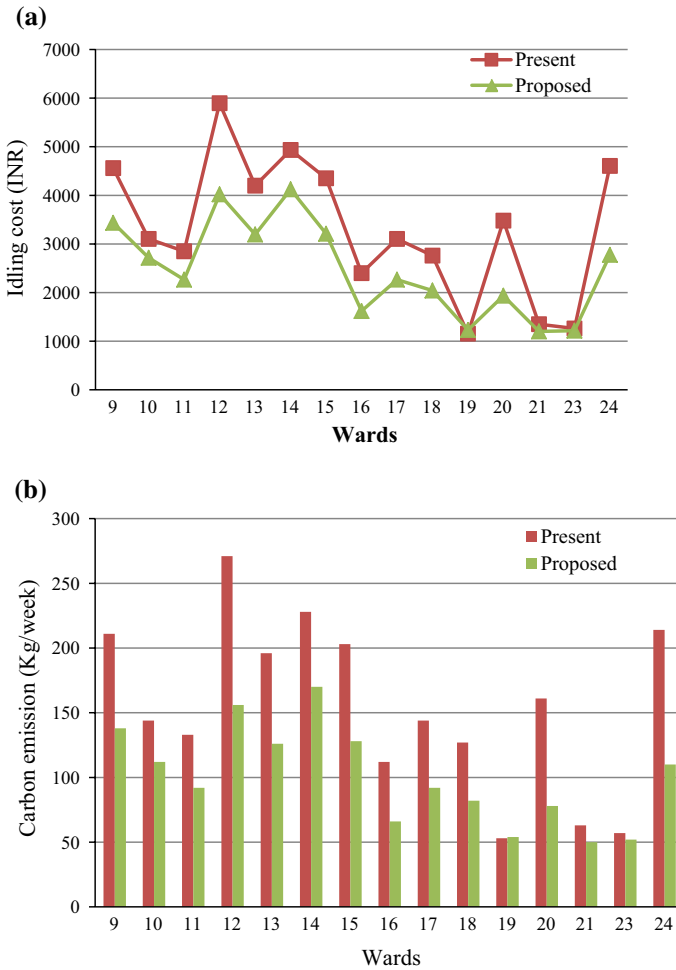 (a)
7000
6000
5000
4000
3000
2000
1000
0
Idling cost (INR)
Present
Proposed
9 10 11 12 13 14 15 16 17 18 19 20 21 23 24
Wards
(b)
300
250
200
150
100
50
0
Carbon emission (Kg/week)
Present
Proposed
9 10 11 12 13 14 15 16 17 18 19 20 21 23 24
Wards